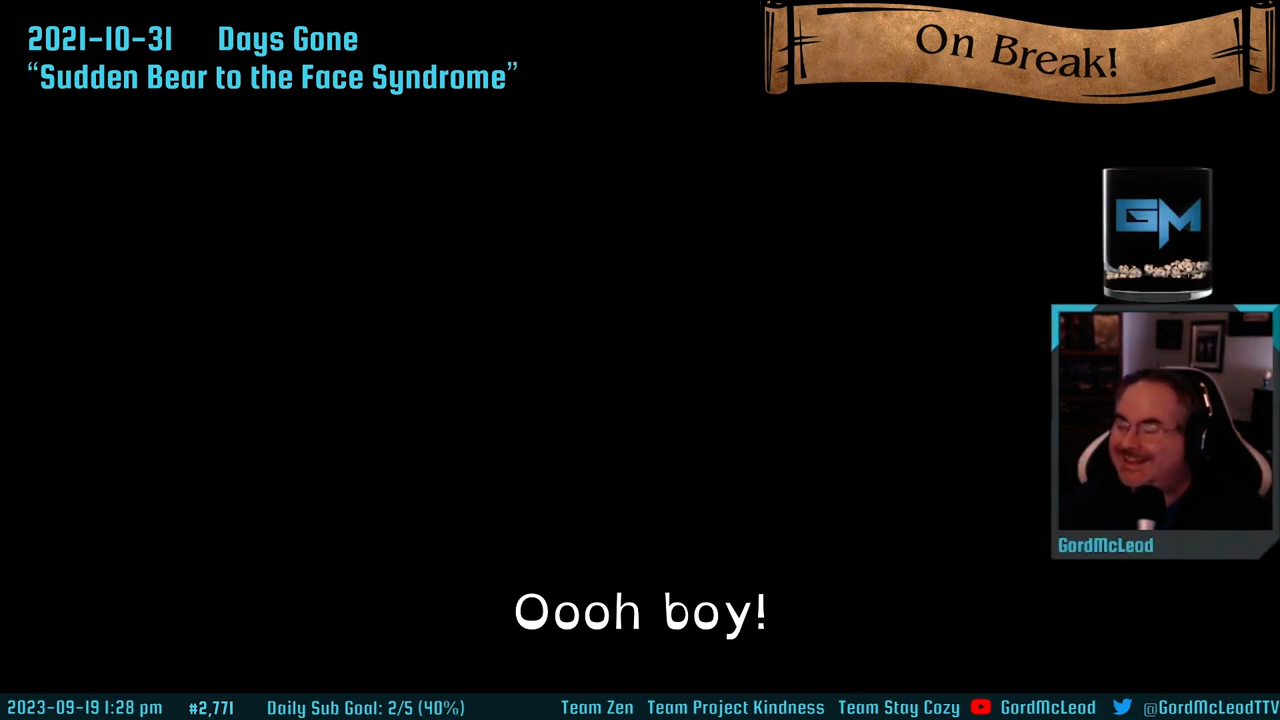 2021-10-31 Days Gone
“Sudden Bear to the Face Syndrome”
On Break!
GM
GordMcLeod
Oooh boy!
2023-09-19 1:28 pm #2,771 Daily Sub Goal: 2/5 (40%) Team Zen Team Project Kindness Team Stay Cozy GordMcLeod @GordMcLeodTTV